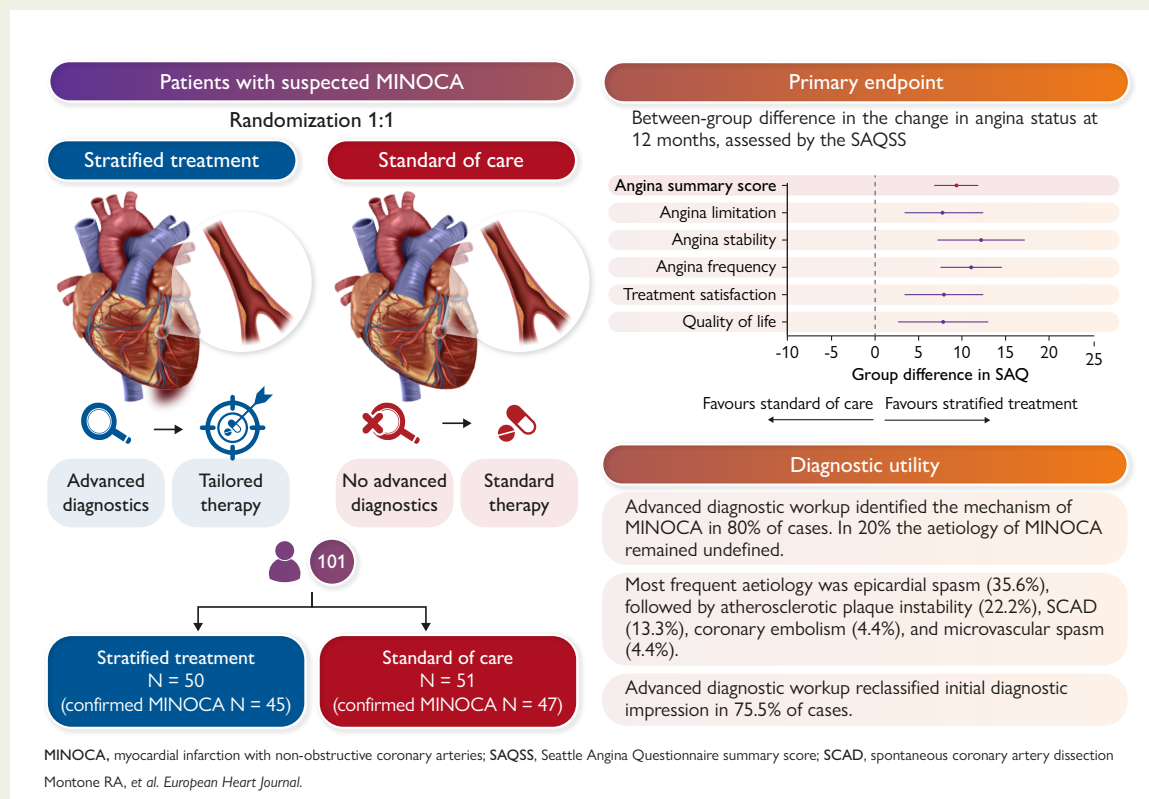 Patients with suspected MINOCA
Randomization 1:1
Stratified treatment
Standard of care
Advanced
diagnostics
Tailored
therapy
No advanced
diagnostics
Standard
therapy
101
Stratified treatment
N = 50
(confirmed MINOCA N = 45)
Standard of care
N = 51
(confirmed MINOCA N = 47)
Primary endpoint
Between-group difference in the change in angina status at
12 months, assessed by the SAQSS
Angina summary score
Angina limitation
Angina stability
Angina frequency
Treatment satisfaction
Quality of life
-10 -5 0 5 10 15 20 25
Group difference in SAQ
Favours standard of care Favours stratified treatment
Diagnostic utility
Advanced diagnostic workup identified the mechanism of
MINOCA in 80% of cases. In 20% the aetiology of MINOCA
remained undefined.
Most frequent aetiology was epicardial spasm (35.6%),
followed by atherosclerotic plaque instability (22.2%), SCAD
(13.3%), coronary embolism (4.4%), and microvascular spasm
(4.4%).
Advanced diagnostic workup reclassified initial diagnostic
impression in 75.5% of cases.
MINOCA, myocardial infarction with non-obstructive coronary arteries; SAQSS, Seattle Angina Questionnaire summary score; SCAD, spontaneous coronary artery dissection
Montone RA, et al. European Heart Journal.